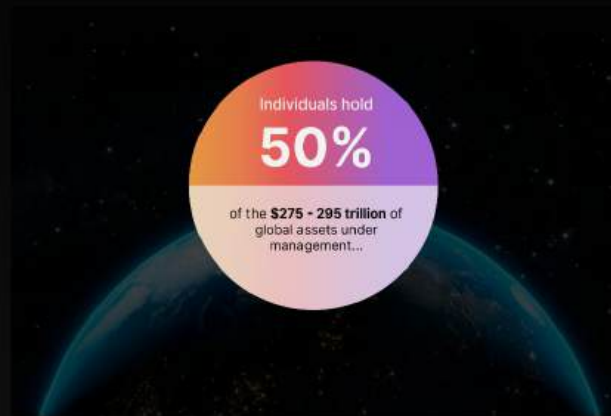 Individuals hold
50%
of the $275 - 295 trillion of
global assets under
management...